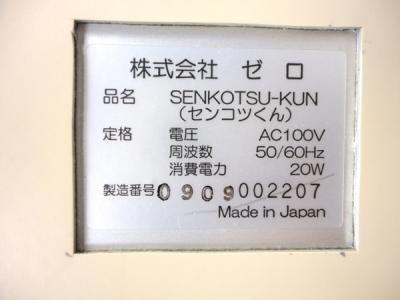 株式会社 ゼロ
品名 SENKOTSU-KUN
（センコツくん）
定格 電圧 AC100V
周波数 50/60Hz
消費電力 20W
製造番号 0909002207
Made in Japan